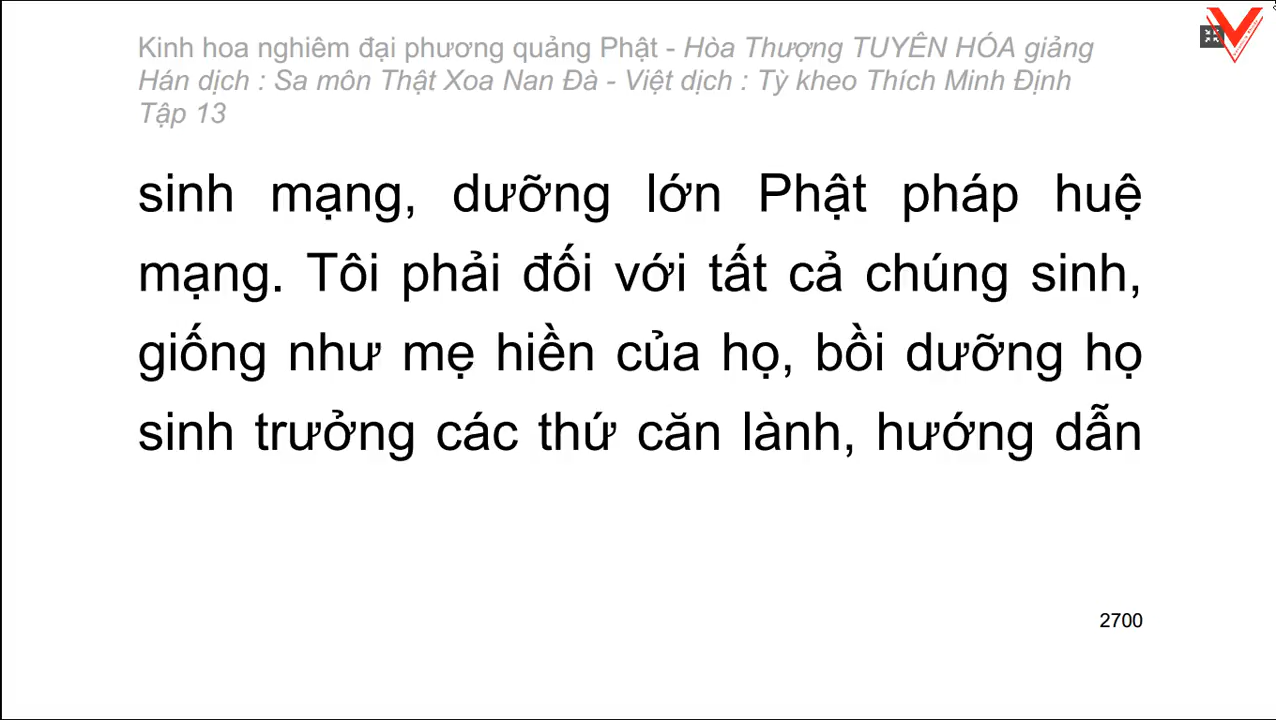 Kinh hoa nghiêm đại phương quảng Phật - Hòa Thượng TUYÊN HÓA giảng
Hán dịch : Sa môn Thật Xoa Nan Đà - Việt dịch : Tỳ kheo Thích Minh Định
Tập 13
sinh mạng, dưỡng lớn Phật pháp huệ
mạng. Tôi phải đối với tất cả chúng sinh,
giống như mẹ hiền của họ, bồi dưỡng họ
sinh trưởng các thứ căn lành, hướng dẫn
2700